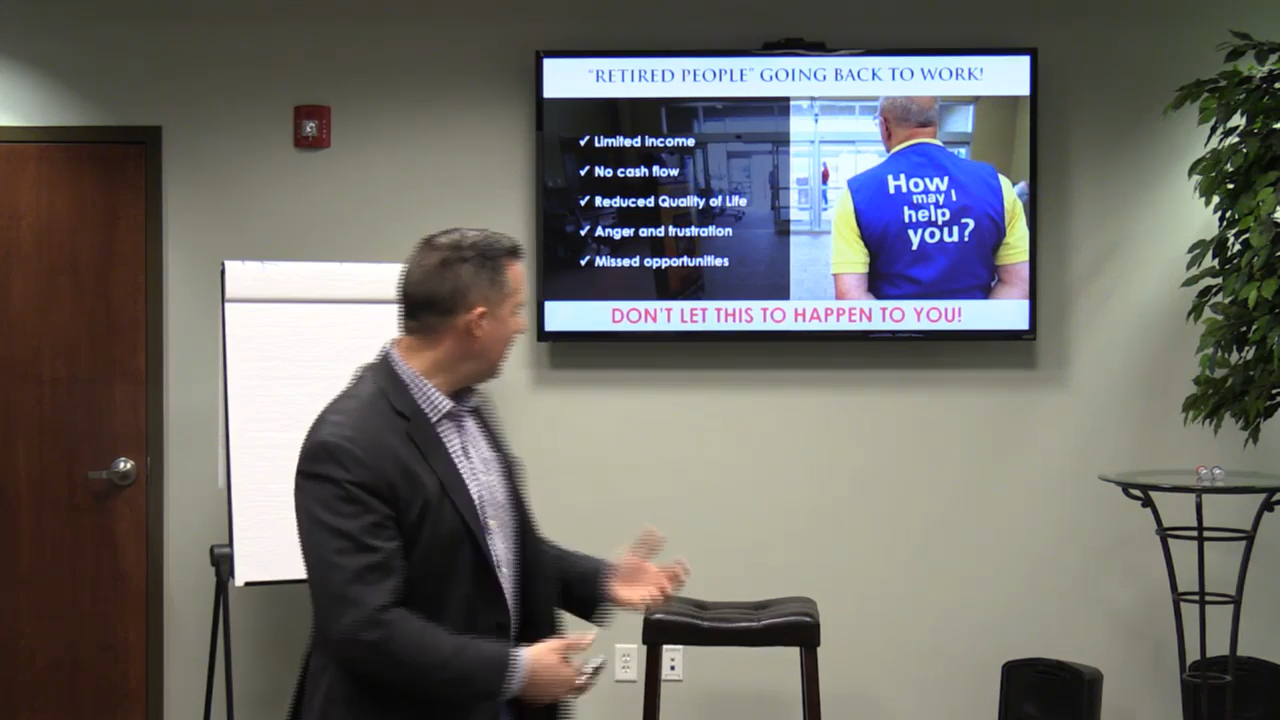 "RETIRED PEOPLE" GOING BACK TO WORK!
✓ Limited income
✓ No cash flow
✓ Reduced Quality of Life
✓ Anger and frustration
✓ Missed opportunities
How
may I
help
you?
DON'T LET THIS TO HAPPEN TO YOU!